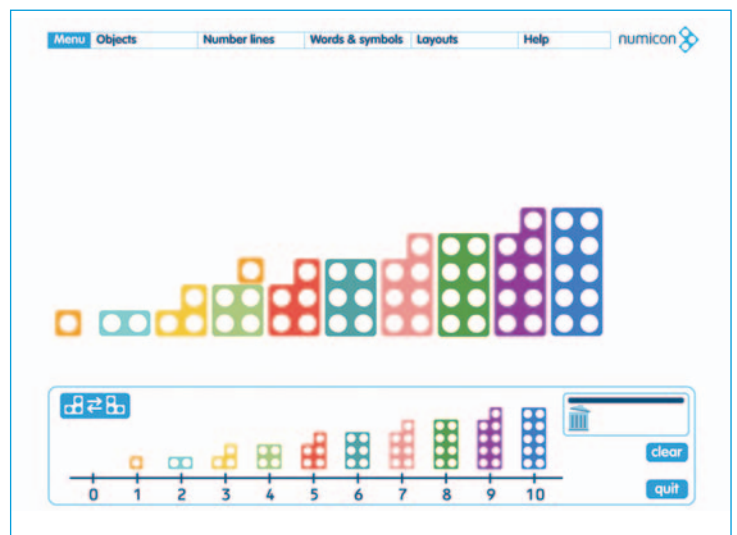 Menu Objects Number lines Words & symbols Layouts Help numicon
0 1 2 3 4 5 6 7 8 9 10
clear
quit